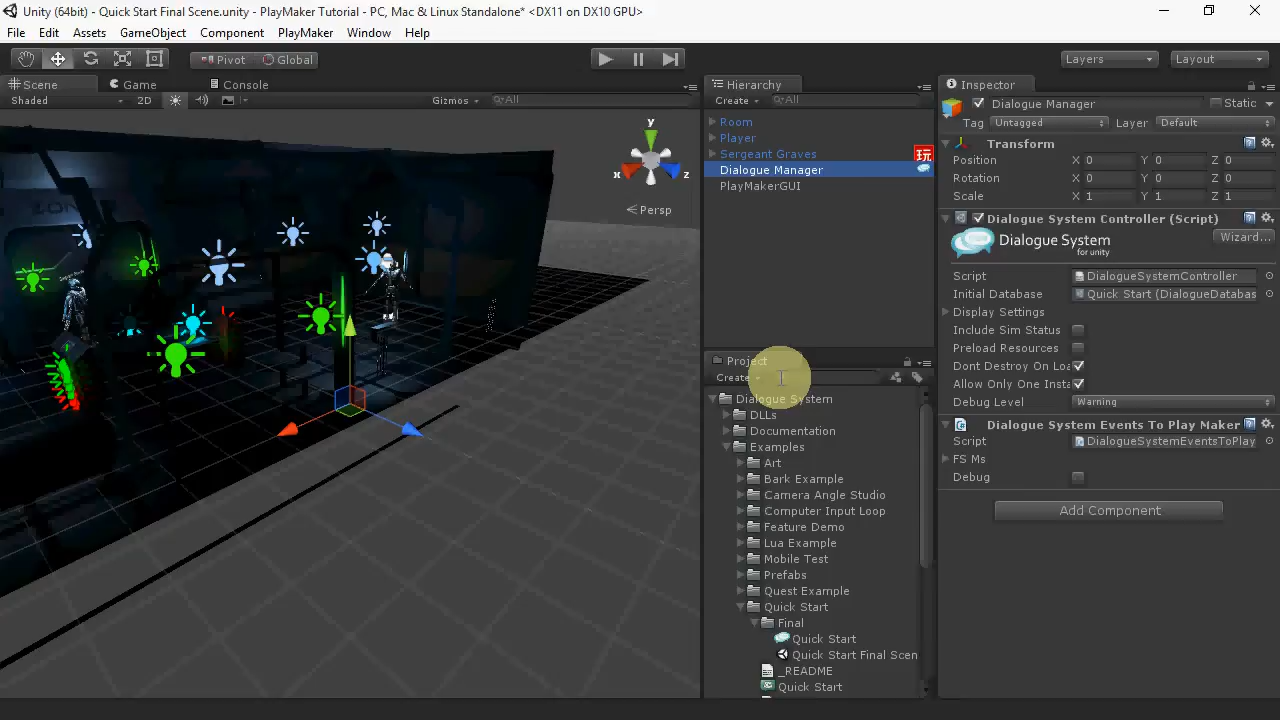 Unity (64bit) - Quick Start Final Scene.unity - PlayMaker Tutorial - PC, Mac & Linux Standalone* <DX11 on DX10 GPU>
File Edit Assets GameObject Component PlayMaker Window Help
Pivot Global Layers Layout
Scene Game Console
Shaded 2D Gizmos All
y
x z
Persp
Hierarchy
Create All
Room
Player
Sergeant Graves 玩
Dialogue Manager
PlayMakerGUI
Project
Create
Dialogue System
DLLs
Documentation
Examples
Art
Bark Example
Camera Angle Studio
Computer Input Loop
Feature Demo
Lua Example
Mobile Test
Prefabs
Quest Example
Quick Start
Final
Quick Start
Quick Start Final Scen
_README
Quick Start
Inspector
Dialogue Manager Static
Tag Untagged Layer Default
Transform
Position X 0 Y 0 Z 0
Rotation X 0 Y 0 Z 0
Scale X 1 Y 1 Z 1
Dialogue System Controller (Script)
Dialogue System Wizard...
for unity
Script DialogueSystemController
Initial Database Quick Start (DialogueDatabas
Display Settings
Include Sim Status
Preload Resources
Dont Destroy On Loa
Allow Only One Insta
Debug Level Warning
Dialogue System Events To Play Maker
Script DialogueSystemEventsToPlay
FS Ms
Debug
Add Component